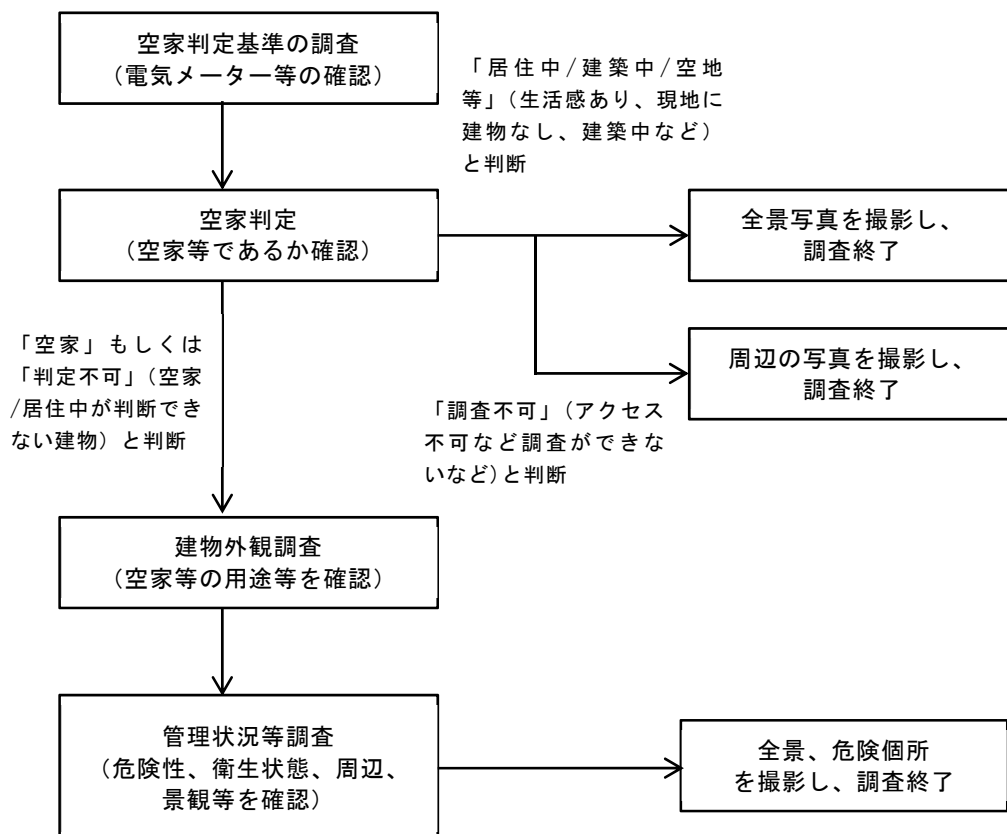 空家判定基準の調査
(電気メーター等の確認)
「居住中/建築中/空地
等」(生活感あり、現地に
建物なし、建築中など)
と判断
空家判定
(空家等であるか確認)
全景写真を撮影し、
調査終了
周辺の写真を撮影し、
調査終了
「空家」もしくは
「判定不可」(空家
/居住中が判断でき
ない建物) と判断
「調査不可」(アクセス
不可など調査ができな
いなど)と判断
建物外観調査
(空家等の用途等を確認)
管理状況等調査
(危険性、衛生状態、周辺、
景観等を確認)
全景、危険個所
を撮影し、調査終了